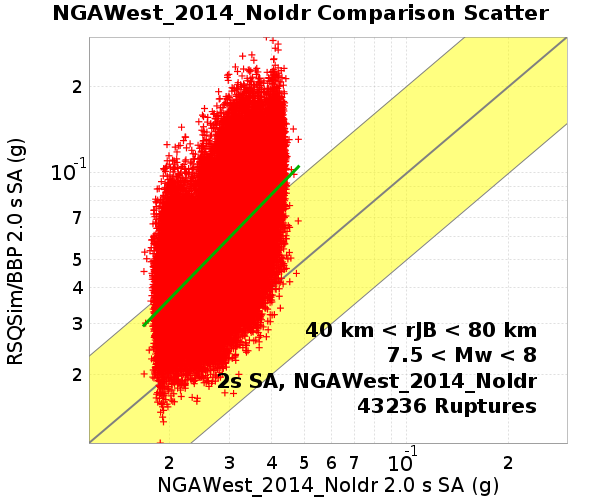 NGAWest_2014_NoIdr Comparison Scatter
RSQSim/BBP 2.0 s SA (g)
2
10-1
7
5
4
3
2
40 km < rJB < 80 km
7.5 < Mw < 8
2s SA, NGAWest_2014_NoIdr
43236 Ruptures
2 3 4 5 6 7 10-1 2
NGAWest_2014_NoIdr 2.0 s SA (g)